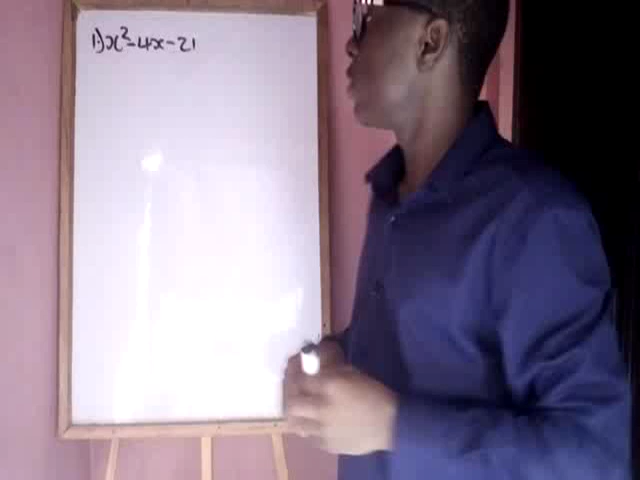 1) x² - 4x - 21